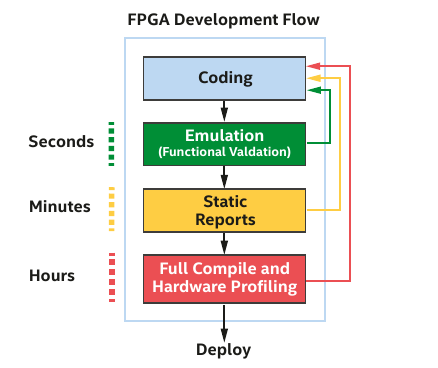 FPGA Development Flow
Coding
Seconds
Emulation
(Functional Valdation)
Minutes
Static
Reports
Hours
Full Compile and
Hardware Profiling
Deploy